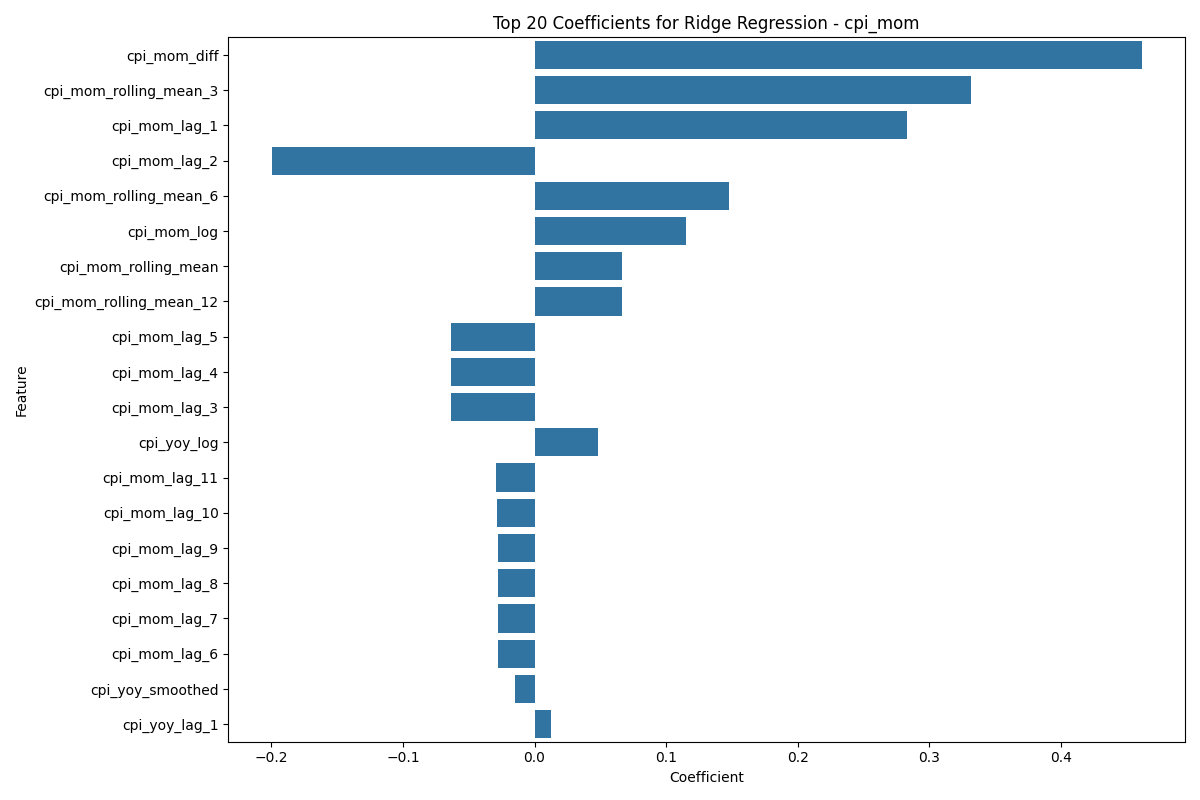 Top 20 Coefficients for Ridge Regression - cpi_mom
Feature
cpi_mom_diff
cpi_mom_rolling_mean_3
cpi_mom_lag_1
cpi_mom_lag_2
cpi_mom_rolling_mean_6
cpi_mom_log
cpi_mom_rolling_mean
cpi_mom_rolling_mean_12
cpi_mom_lag_5
cpi_mom_lag_4
cpi_mom_lag_3
cpi_yoy_log
cpi_mom_lag_11
cpi_mom_lag_10
cpi_mom_lag_9
cpi_mom_lag_8
cpi_mom_lag_7
cpi_mom_lag_6
cpi_yoy_smoothed
cpi_yoy_lag_1
−0.2 −0.1 0.0 0.1 0.2 0.3 0.4
Coefficient